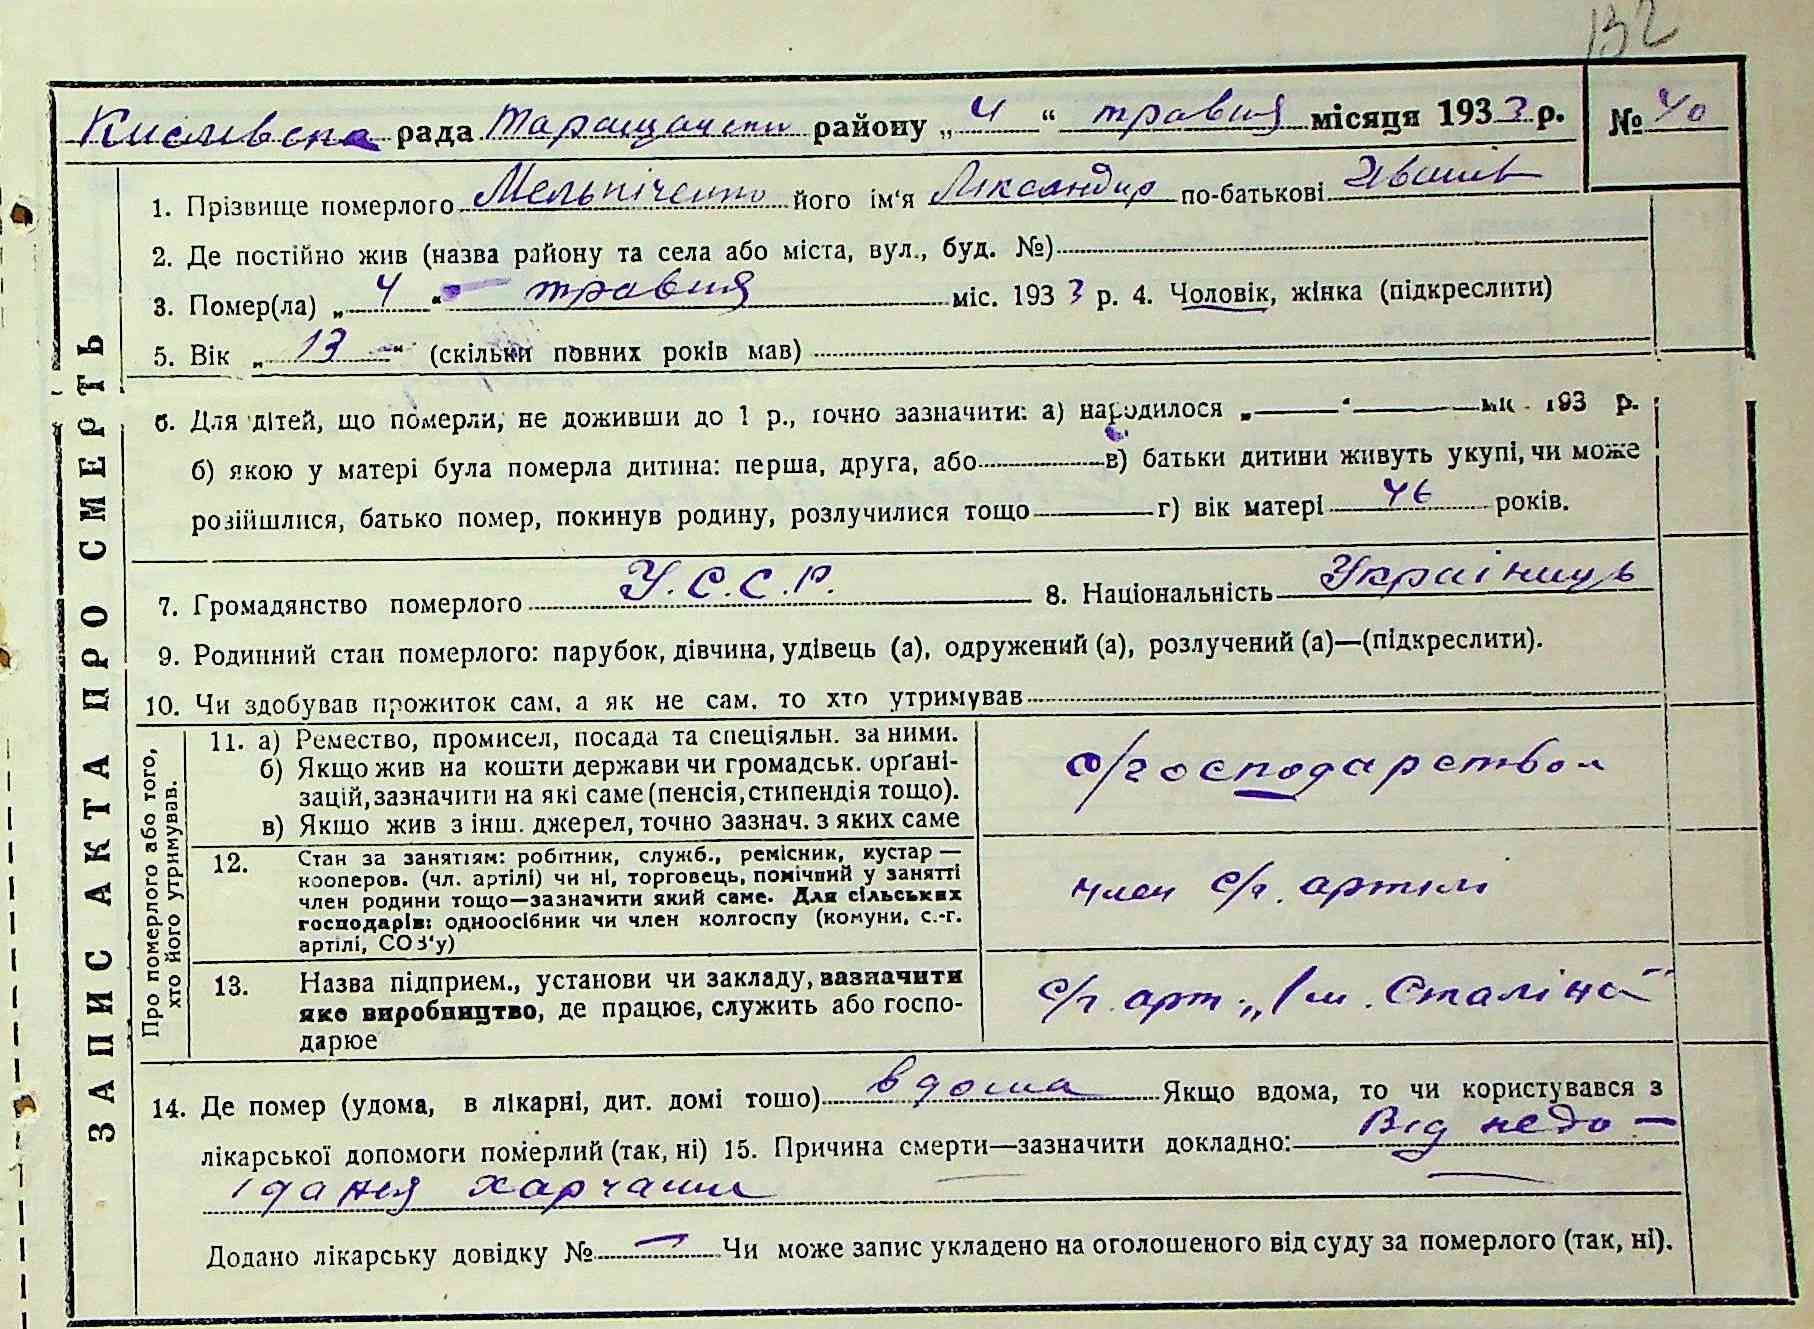 132
Кислівська рада Таращанськ району „ 4 “ травня місяця 1933 р. № 40
1. Прізвище померлого Мельніченко його ім'я Ліксандир по-батькові Іванів
2. Де постійно жив (назва району та села або міста, вул., буд. №)
3. Помер(ла) „ 4 “ травня міс. 1933 р. 4. Чоловік, жінка (підкреслити)
5. Вік „ 13 “ (скільки повних років мав)
6. Для дітей, що померли, не доживши до 1 р., точно зазначити: а) народилося „ — “ — міс. 193 р.
б) якою у матері була померла дитина: перша, друга, або в) батьки дитини живуть укупі, чи може
розійшлися, батько помер, покинув родину, розлучилися тощо — г) вік матері 46 років.
7. Громадянство померлого У.С.С.Р. 8. Національність Україниць
9. Родинний стан померлого: парубок, дівчина, удівець (а), одружений (а), розлучений (а)—(підкреслити).
10. Чи здобував прожиток сам, а як не сам, то хто утримував
11. а) Ремество, промисел, посада та спеціяльн. за ними.
б) Якщо жив на кошти держави чи громадськ. орґані-
зацій, зазначити на які саме (пенсія, стипендія тощо).
в) Якщо жив з інш. джерел, точно зазнач. з яких саме
с/господарством
12. Стан за занятіям: робітник, служб., ремісник, кустар —
кооперов. (чл. артілі) чи ні, торговець, помічний у занятті
член родини тощо—зазначити який саме. Для сільських
господарів: одноосібник чи член колгоспу (комуни, с.-г.
артілі, СОЗ'у)
член с/г. артілі
13. Назва підприєм., установи чи закладу, зазначити
яке виробництво, де працює, служить або госпо-
дарює
с/г. арт. „Ім. Сталіна“
14. Де помер (удома, в лікарні, дит. домі тощо) вдома Якщо вдома, то чи користувався з
лікарської допомоги померлий (так, ні) 15. Причина смерти—зазначити докладно: Від недо-
їданя харчами
Додано лікарську довідку № — Чи може запис укладено на оголошеного від суду за померлого (так, ні).
ЗАПИС АКТА ПРО СМЕРТЬ
Про померлого або того,
хто його утримував.